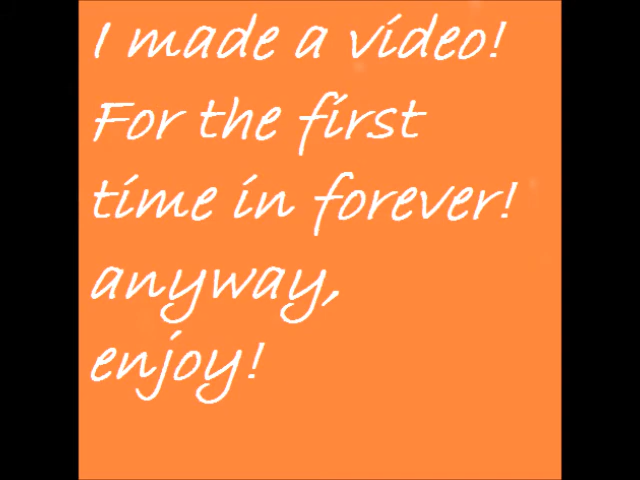 I made a video!
For the first
time in forever!
anyway,
enjoy!